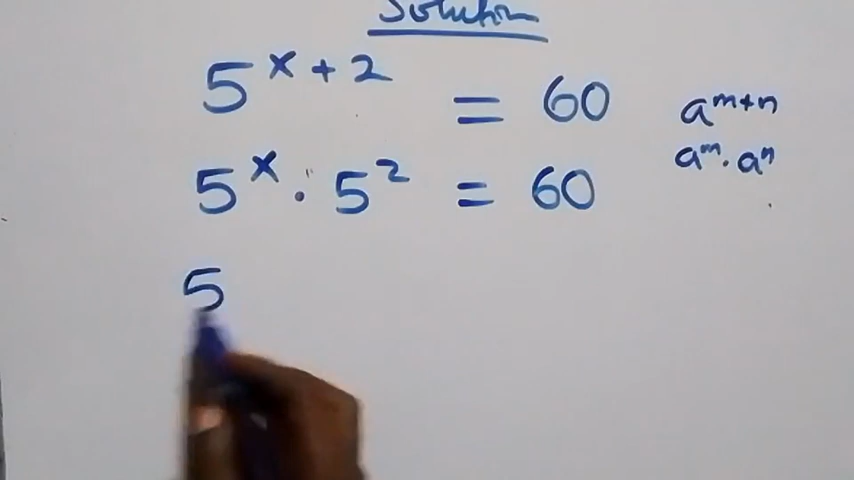 Solution
5^{x+2} = 60
a^{m+n}
5^x · 5^2 = 60
a^m · a^n
5